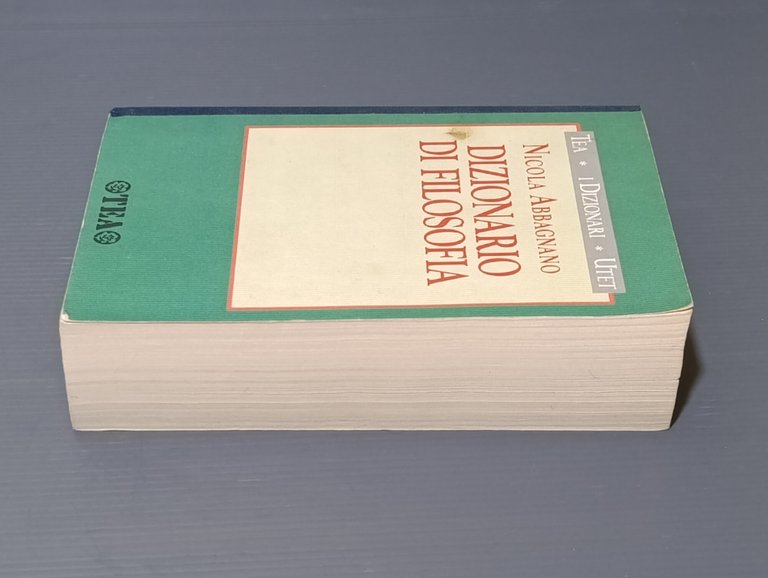 TEA * I DIZIONARI * UTET
NICOLA ABBAGNANO
DIZIONARIO
DI FILOSOFIA
TEA